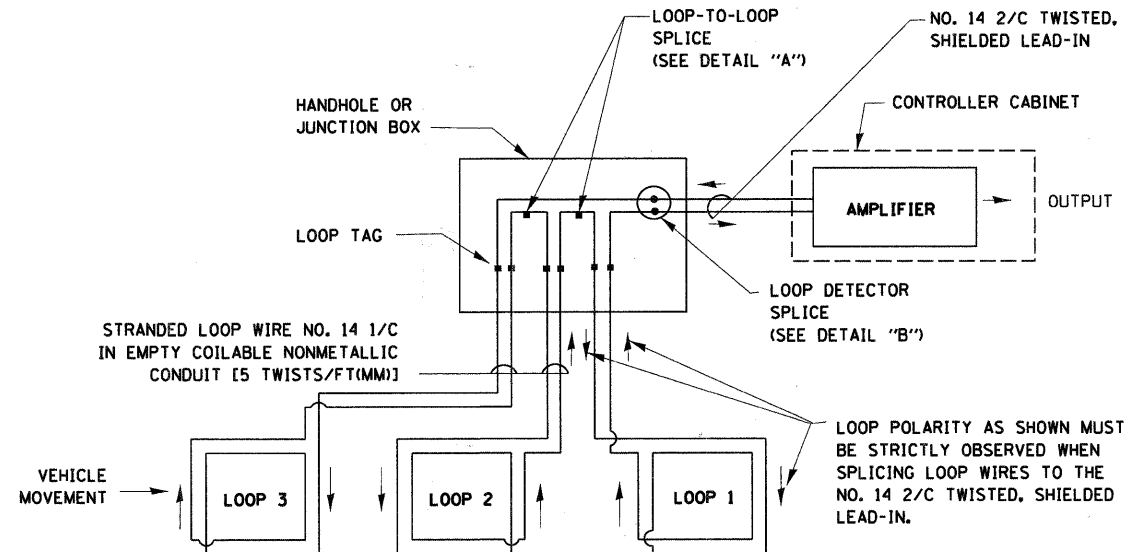 LOOP-TO-LOOP
SPLICE
(SEE DETAIL "A")
NO. 14 2/C TWISTED,
SHIELDED LEAD-IN
HANDHOLE OR
JUNCTION BOX
CONTROLLER CABINET
AMPLIFIER
OUTPUT
LOOP TAG
LOOP DETECTOR
SPLICE
(SEE DETAIL "B")
STRANDED LOOP WIRE NO. 14 1/C
IN EMPTY COILABLE NONMETALLIC
CONDUIT [5 TWISTS/FT(MM)]
LOOP POLARITY AS SHOWN MUST
BE STRICTLY OBSERVED WHEN
SPLICING LOOP WIRES TO THE
NO. 14 2/C TWISTED, SHIELDED
LEAD-IN.
VEHICLE
MOVEMENT
LOOP 3
LOOP 2
LOOP 1